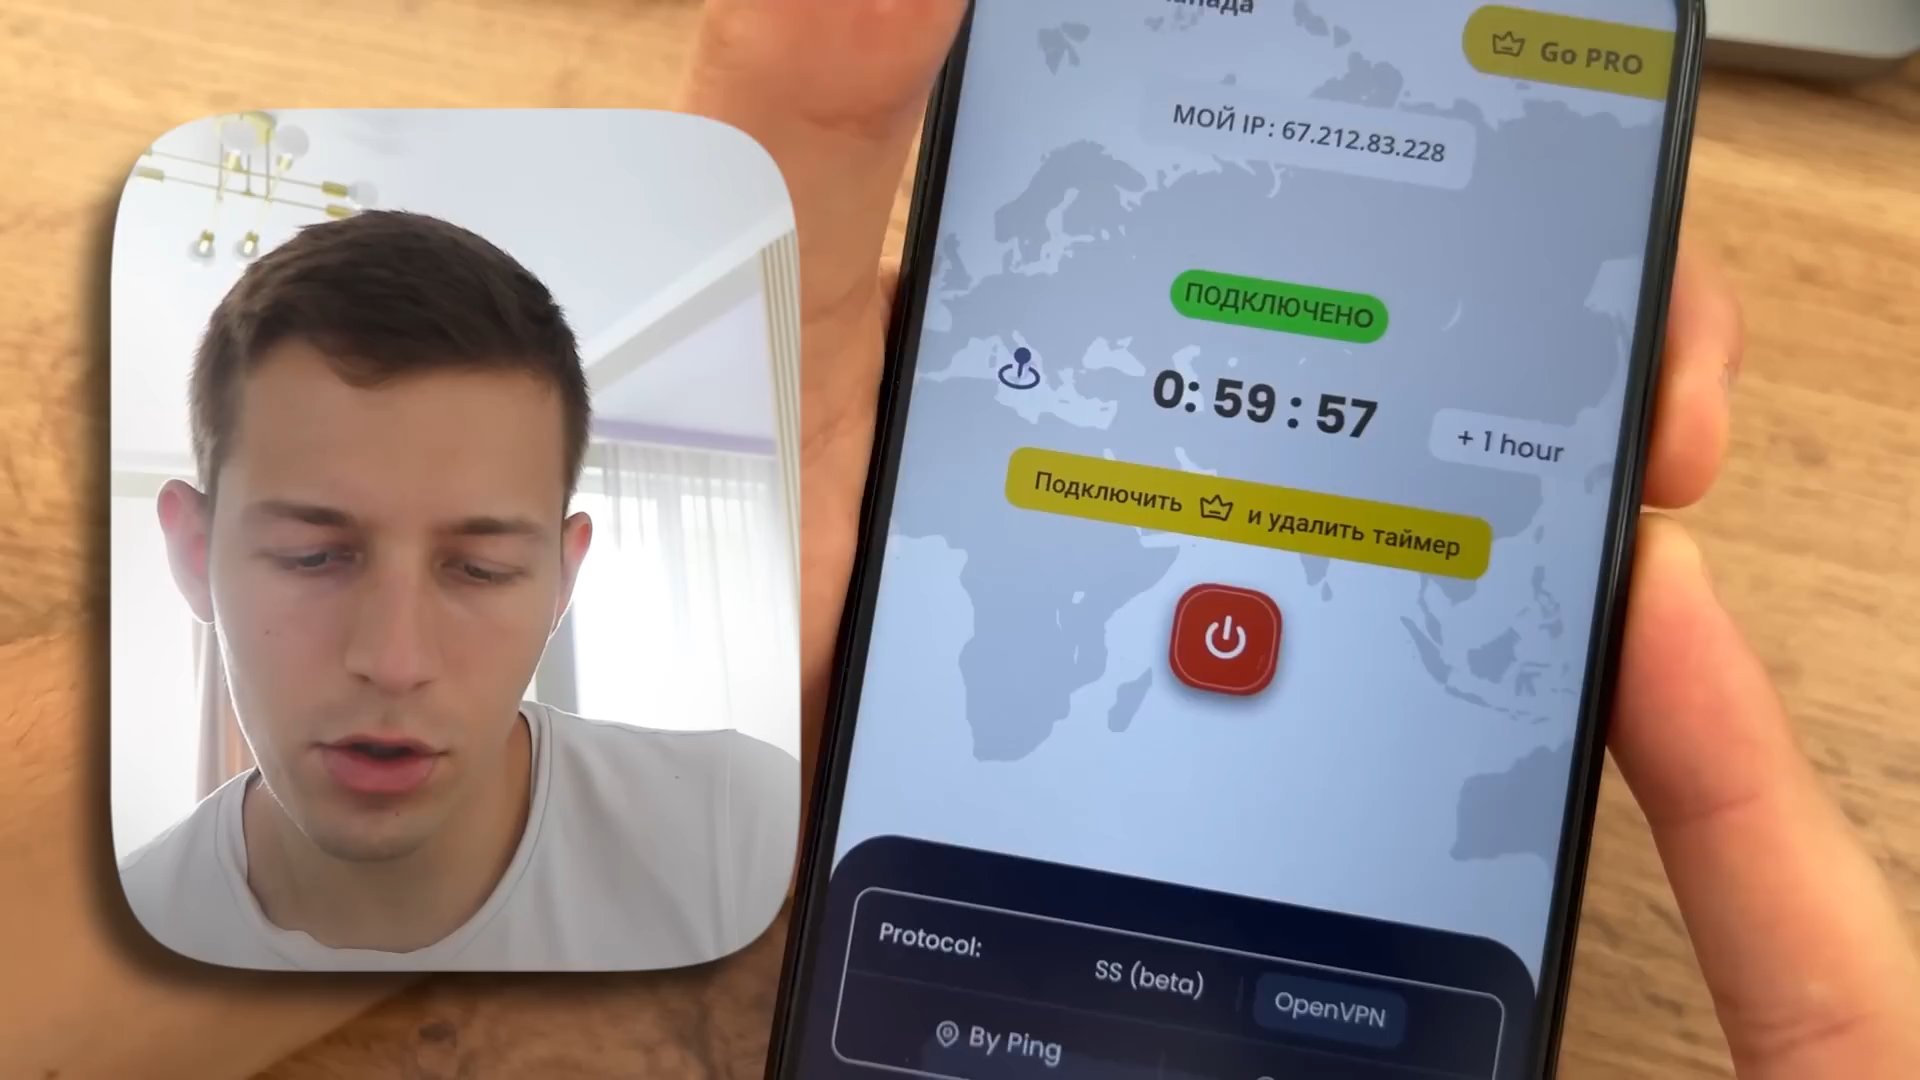 Go PRO
МОЙ IP: 67.212.83.228
ПОДКЛЮЧЕНО
0: 59 : 57
+ 1 hour
Подключить и удалить таймер
Protocol:
SS (beta)
OpenVPN
By Ping